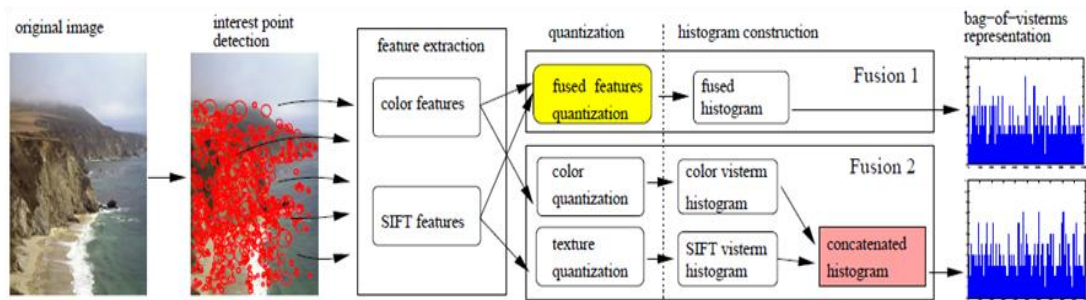 original image
interest point
detection
feature extraction
color features
SIFT features
quantization
histogram construction
fused features
quantization
fused
histogram
Fusion 1
color
quantization
color visterm
histogram
Fusion 2
texture
quantization
SIFT visterm
histogram
concatenated
histogram
bag-of-visterms
representation